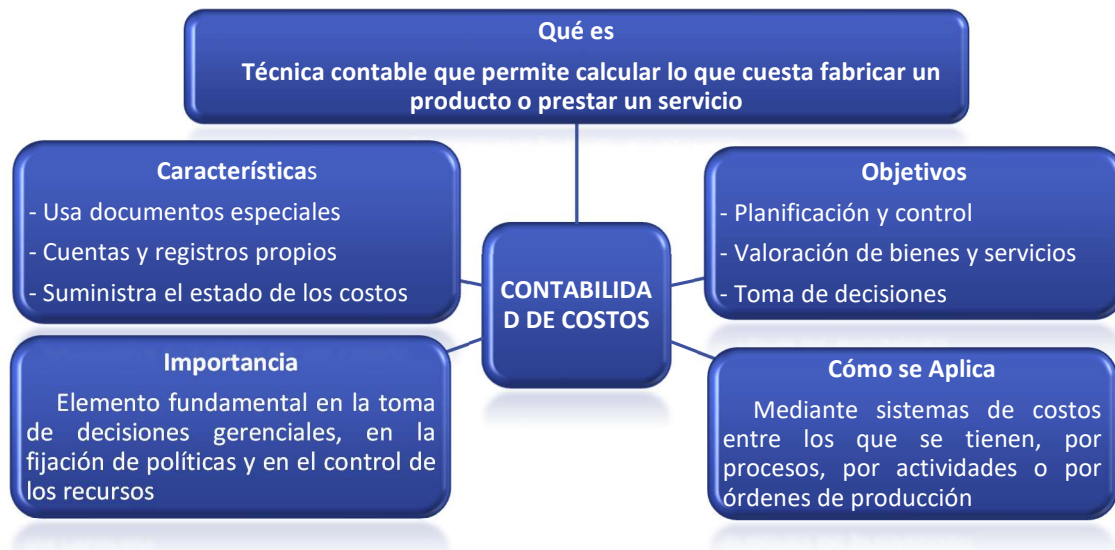 Qué es
Técnica contable que permite calcular lo que cuesta fabricar un
producto o prestar un servicio
Características
- Usa documentos especiales
- Cuentas y registros propios
- Suministra el estado de los costos
Objetivos
- Planificación y control
- Valoración de bienes y servicios
- Toma de decisiones
CONTABILIDA
D DE COSTOS
Importancia
Elemento fundamental en la toma
de decisiones gerenciales, en la
fijación de políticas y en el control de
los recursos
Cómo se Aplica
Mediante sistemas de costos
entre los que se tienen, por
procesos, por actividades o por
órdenes de producción